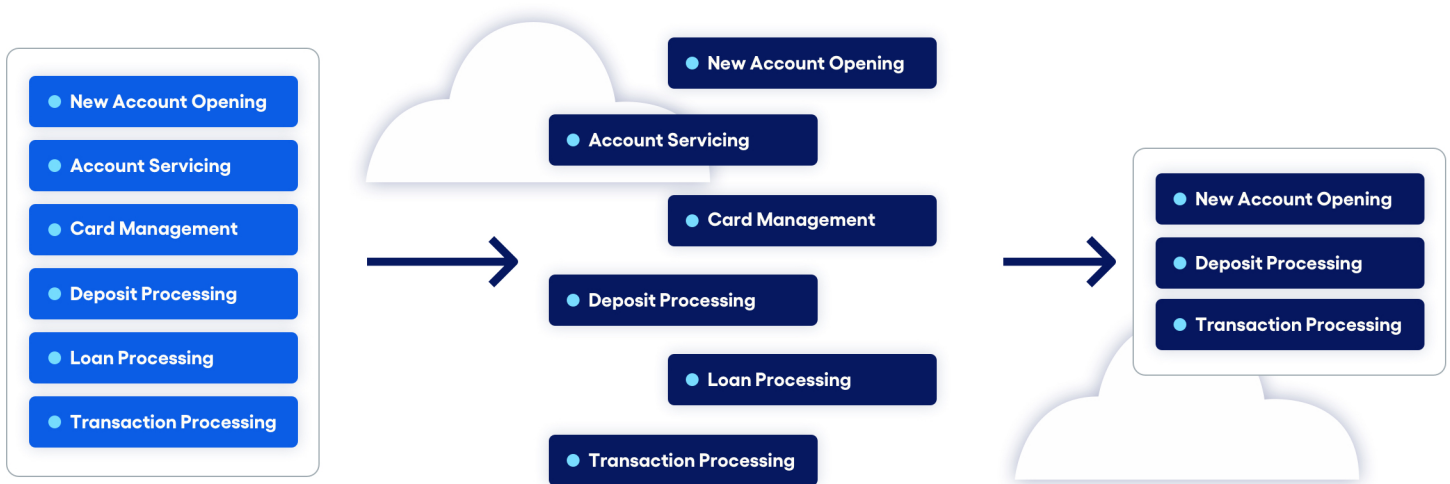 New Account Opening
Account Servicing
Card Management
Deposit Processing
Loan Processing
Transaction Processing
New Account Opening
Account Servicing
Card Management
Deposit Processing
Loan Processing
Transaction Processing
New Account Opening
Deposit Processing
Transaction Processing